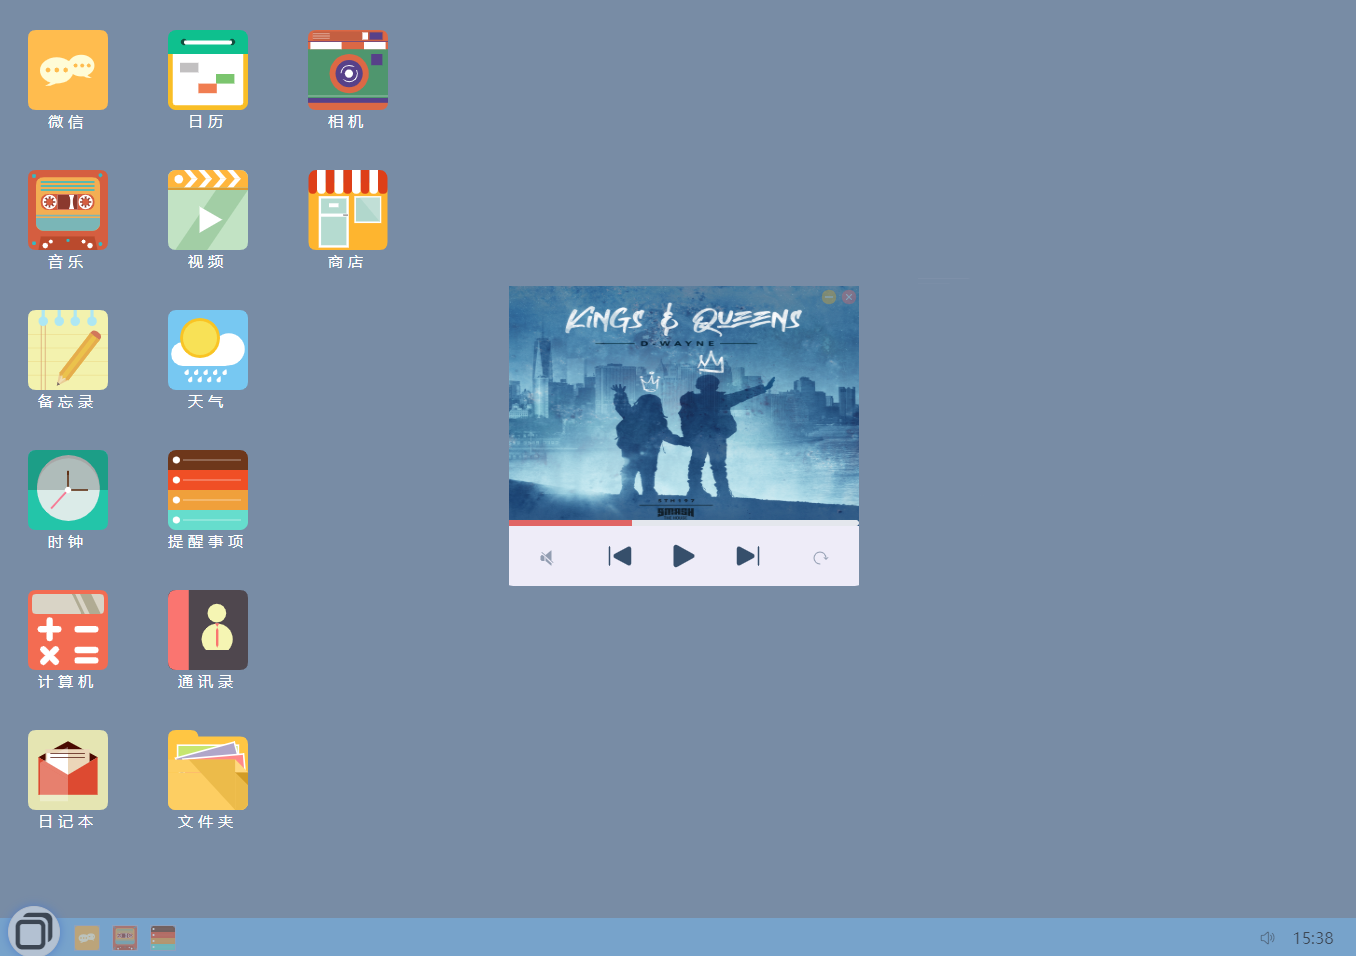 微信
日历
相机
音乐
视频
商店
KINGS & QUEENS
D-WAYNE
备忘录
天气
时钟
提醒事项
STREET
SMASH
计算机
通讯录
日记本
文件夹
15:38